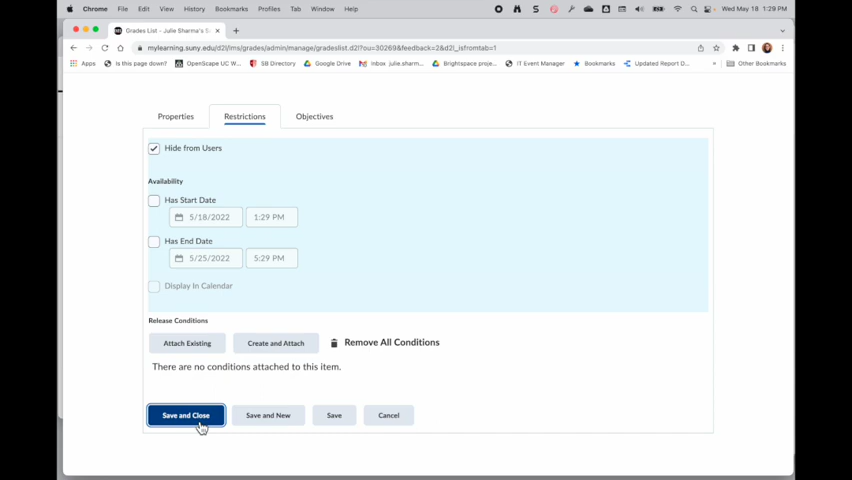 Chrome File Edit View History Bookmarks Profiles Tab Window Help Wed May 18 1:29 PM
Grades List - Julie Sharma's S
mylearning.suny.edu/d2l/lms/grades/admin/manage/gradeslist.d2l?ou=30269&feedback=2&d2l_isfromtab=1
Apps Is this page down? OpenScape UC W... SB Directory Google Drive Inbox julie.sharm... Brightspace proje... IT Event Manager Bookmarks Updated Report D... » Other Bookmarks
Properties Restrictions Objectives
Hide from Users
Availability
Has Start Date
5/18/2022 1:29 PM
Has End Date
5/25/2022 5:29 PM
Display In Calendar
Release Conditions
Attach Existing Create and Attach Remove All Conditions
There are no conditions attached to this item.
Save and Close Save and New Save Cancel